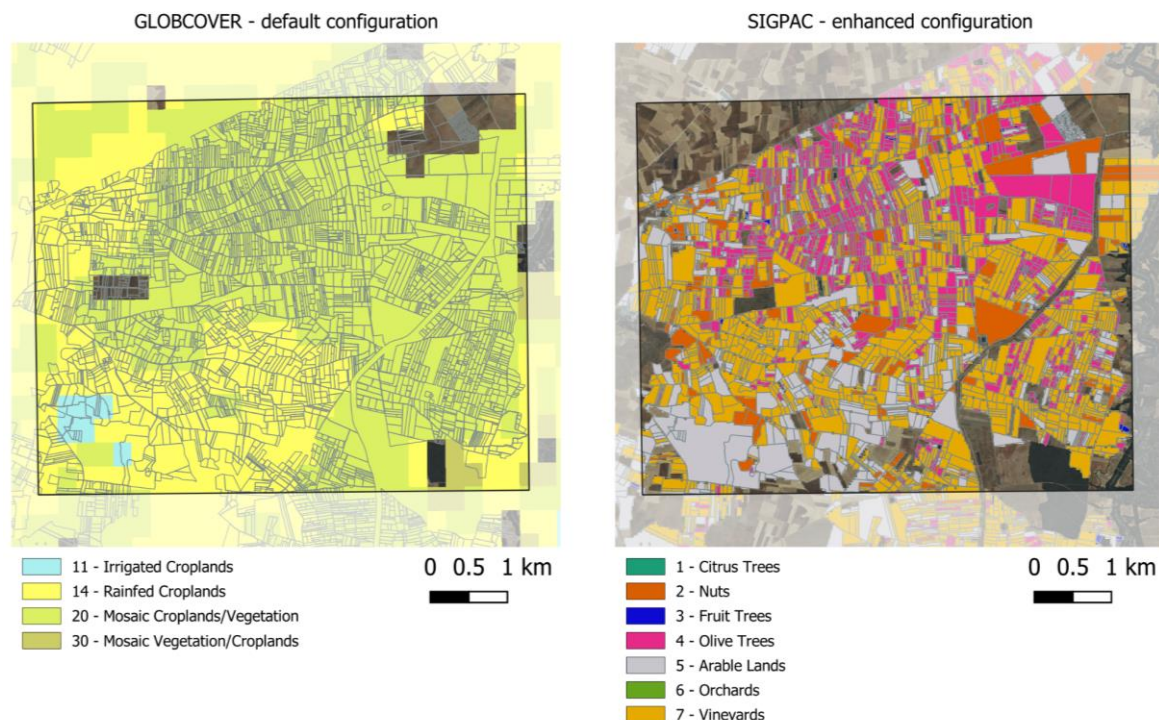 GLOBCOVER - default configuration
SIGPAC - enhanced configuration
11 - Irrigated Croplands
14 - Rainfed Croplands
20 - Mosaic Croplands/Vegetation
30 - Mosaic Vegetation/Croplands
0 0.5 1 km
1 - Citrus Trees
2 - Nuts
3 - Fruit Trees
4 - Olive Trees
5 - Arable Lands
6 - Orchards
7 - Vineyards
0 0.5 1 km